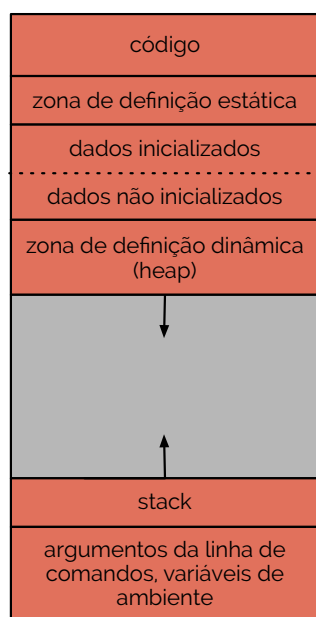 código
zona de definição estática
dados inicializados
dados não inicializados
zona de definição dinâmica
(heap)
stack
argumentos da linha de
comandos, variáveis de
ambiente